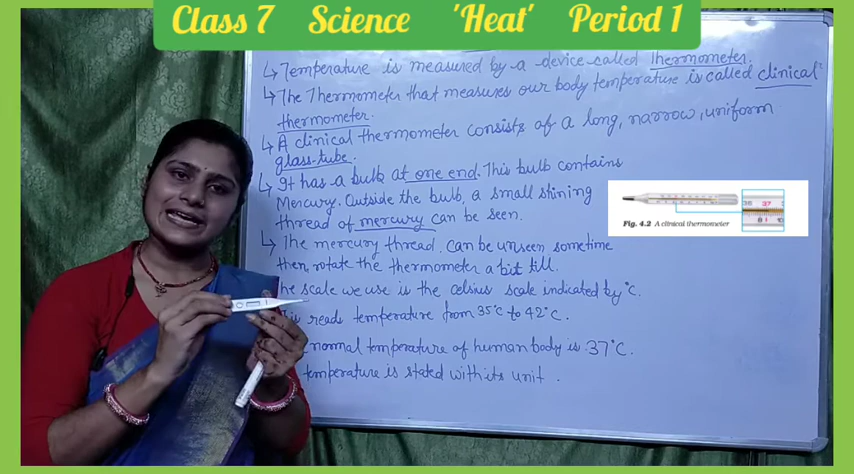 Class 7 Science 'Heat' Period 1
↳ Temperature is measured by a device called Thermometer.
↳ The Thermometer that measures our body temperature is called clinical
thermometer.
↳ A clinical thermometer consists of a long, narrow, uniform
glass-tube.
↳ It has a bulb at one end. This bulb contains
Mercury. Outside the bulb, a small shining
thread of mercury can be seen.
↳ The mercury thread. Can be unseen sometime
then rotate the thermometer a bit till.
he scale we use is the celsius scale indicated by °C.
reads temperature from 35°C to 42°C.
normal temperature of human body is 37°C.
temperature is stated with its unit.
Fig. 4.2 A clinical thermometer
35 37